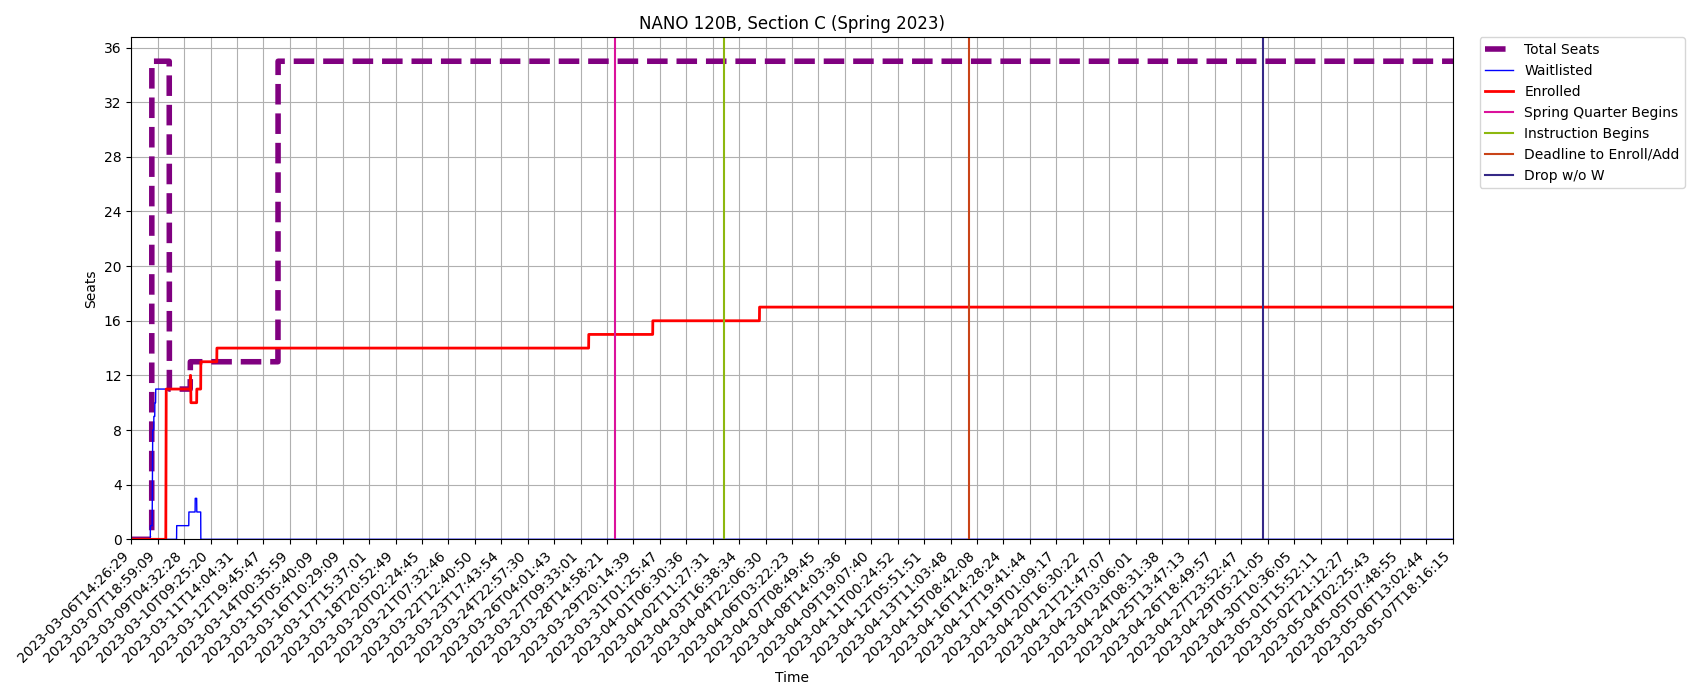 NANO 120B, Section C (Spring 2023)
Total Seats
Waitlisted
Enrolled
Spring Quarter Begins
Instruction Begins
Deadline to Enroll/Add
Drop w/o W
Seats
36
32
28
24
20
16
12
8
4
0
2023-03-06T14:26:29
2023-03-07T18:59:09
2023-03-09T04:32:28
2023-03-10T09:25:20
2023-03-11T14:04:31
2023-03-12T19:45:47
2023-03-14T00:35:59
2023-03-15T05:40:09
2023-03-16T10:29:09
2023-03-17T15:37:01
2023-03-18T20:52:49
2023-03-20T02:24:45
2023-03-21T07:32:46
2023-03-22T12:40:50
2023-03-23T17:43:54
2023-03-24T22:57:30
2023-03-26T04:01:43
2023-03-27T09:33:01
2023-03-28T14:58:21
2023-03-29T20:14:39
2023-03-31T01:25:47
2023-04-01T06:30:36
2023-04-02T11:27:31
2023-04-03T16:38:34
2023-04-04T22:06:30
2023-04-06T03:22:23
2023-04-07T08:49:45
2023-04-08T14:03:36
2023-04-09T19:07:40
2023-04-11T00:24:52
2023-04-12T05:51:51
2023-04-13T11:03:48
2023-04-15T08:42:08
2023-04-16T14:28:24
2023-04-17T19:41:44
2023-04-19T01:09:17
2023-04-20T16:30:22
2023-04-21T21:47:07
2023-04-23T03:06:01
2023-04-24T08:31:38
2023-04-25T13:47:13
2023-04-26T18:49:57
2023-04-27T23:52:47
2023-04-29T05:21:05
2023-04-30T10:36:05
2023-05-01T15:52:11
2023-05-02T21:12:27
2023-05-04T02:25:43
2023-05-05T07:48:55
2023-05-06T13:02:44
2023-05-07T18:16:15
Time